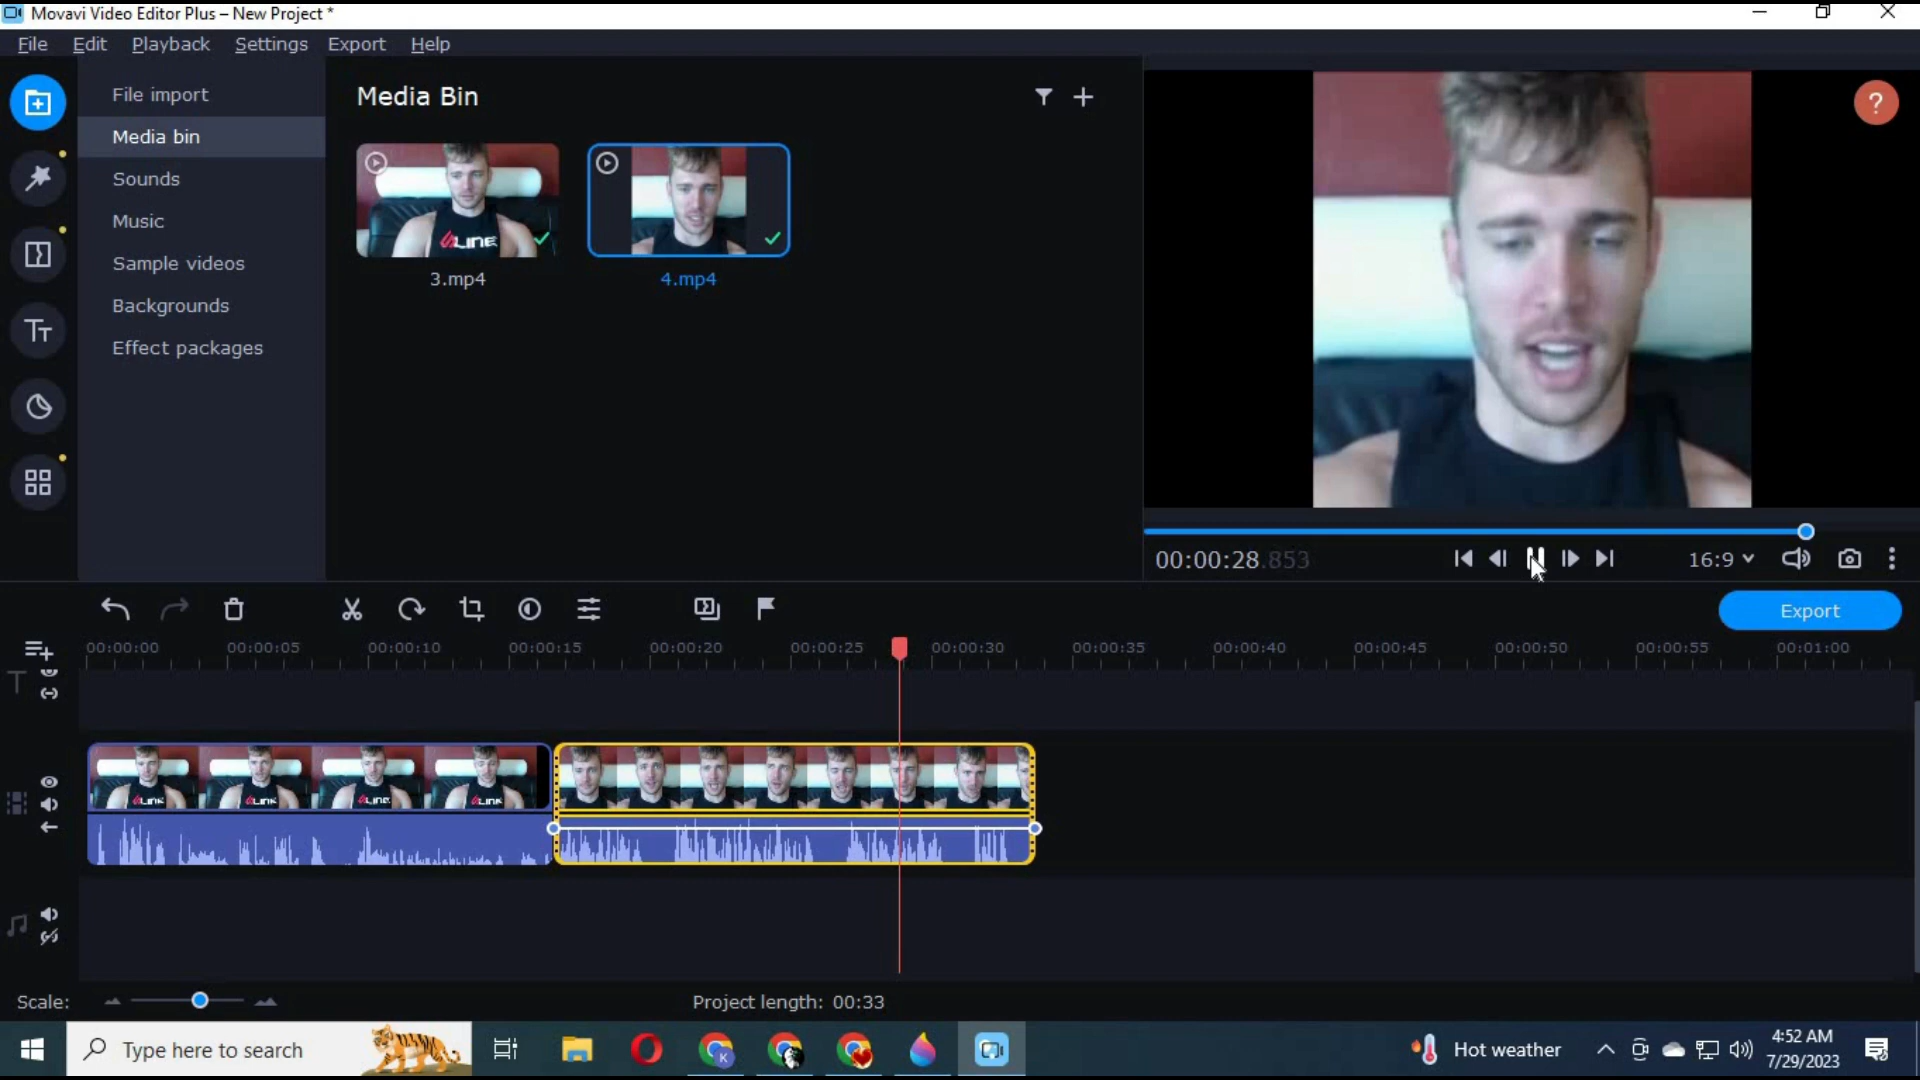 Movavi Video Editor Plus – New Project *
File Edit Playback Settings Export Help
File import
Media bin
Sounds
Music
Sample videos
Backgrounds
Effect packages
Media Bin
3.mp4
4.mp4
?
00:00:28.853
16:9
Export
00:00:00 00:00:05 00:00:10 00:00:15 00:00:20 00:00:25 00:00:30 00:00:35 00:00:40 00:00:45 00:00:50 00:00:55 00:01:00
Scale:
Project length: 00:33
Type here to search
Hot weather
4:52 AM
7/29/2023